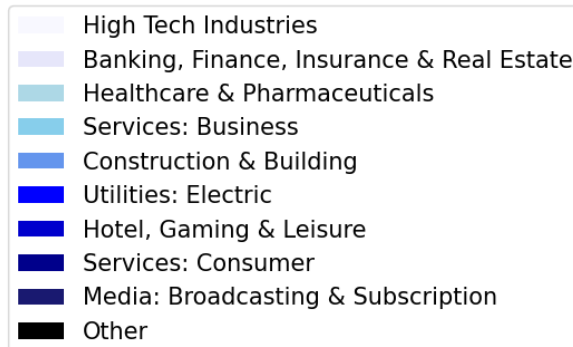 High Tech Industries
Banking, Finance, Insurance & Real Estate
Healthcare & Pharmaceuticals
Services: Business
Construction & Building
Utilities: Electric
Hotel, Gaming & Leisure
Services: Consumer
Media: Broadcasting & Subscription
Other